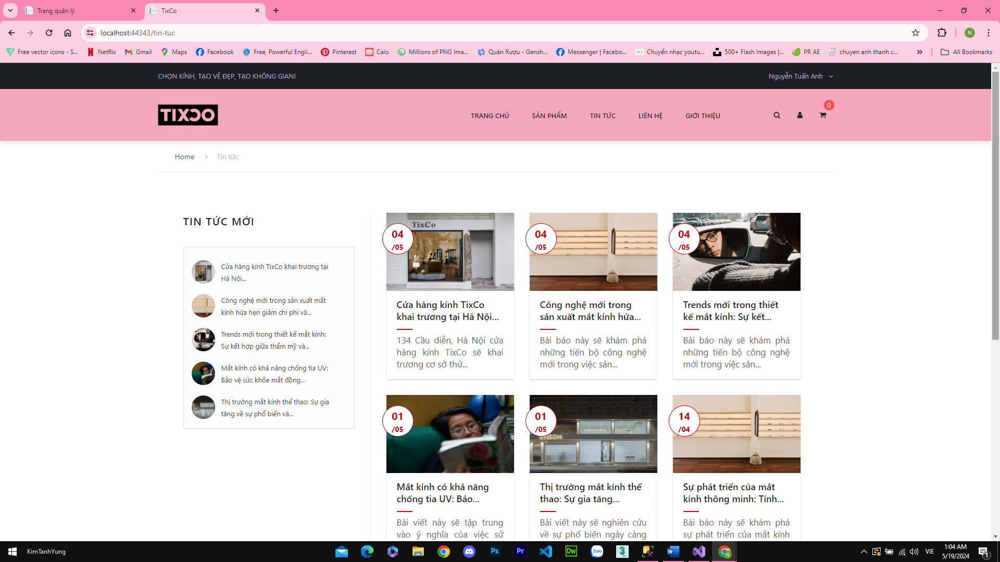 Trang quản lý
TixCo
localhost:44343/tin-tuc
N
Free vector icons - S...
Netflix
Gmail
Maps
Facebook
Free, Powerful Engli...
Pinterest
Calo
Millions of PNG Ima...
Quán Rượu - Gensh...
Messenger | Facebo...
Chuyển nhạc youtu...
500+ Flash Images |...
PR AE
chuyen anh thanh c...
All Bookmarks
CHỌN KÍNH, TẠO VẺ ĐẸP, TẠO KHÔNG GIAN!
Nguyễn Tuấn Anh
TIXCO
TRANG CHỦ
SẢN PHẨM
TIN TỨC
LIÊN HỆ
GIỚI THIỆU
0
Home
Tin tức
TIN TỨC MỚI
Cửa hàng kính TixCo khai trương tại
Hà Nội...
Công nghệ mới trong sản xuất mắt
kính hứa hẹn giảm chi phí và...
Trends mới trong thiết kế mắt kính:
Sự kết hợp giữa thẩm mỹ và...
Mắt kính có khả năng chống tia UV:
Bảo vệ sức khỏe mắt đồng...
Thị trường mắt kính thể thao: Sự gia
tăng về sự phổ biến và...
TixCo
04
/05
Cửa hàng kính TixCo
khai trương tại Hà Nội...
134 Cầu diễn, Hà Nội cửa
hàng kính TixCo sẽ khai
trương cơ sở thứ...
04
/05
Công nghệ mới trong
sản xuất mắt kính hứa...
Bài báo này sẽ khám phá
những tiến bộ công nghệ
mới trong việc sản...
04
/05
Trends mới trong thiết
kế mắt kính: Sự kết...
Bài báo này sẽ khám phá
những tiến bộ công nghệ
mới trong việc sản...
01
/05
Mắt kính có khả năng
chống tia UV: Bảo...
Bài viết này sẽ tập trung
vào ý nghĩa của việc sử
01
/05
Thị trường mắt kính thể
thao: Sự gia tăng...
Bài viết này sẽ nghiên cứu
về sự phổ biến ngày càng
14
/04
Sự phát triển của mắt
kính thông minh: Tính...
Bài báo này sẽ khám phá
sự phát triển của mắt kính
KimTanhYung
Ps
Pr
Dw
Zalo
3
W
N
VIE
1:04 AM
5/19/2024
1